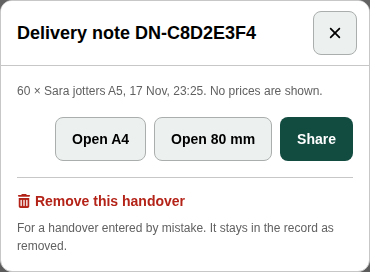 Delivery note DN-C8D2E3F4
60 × Sara jotters A5, 17 Nov, 23:25. No prices are shown.
Open A4
Open 80 mm
Share
Remove this handover
For a handover entered by mistake. It stays in the record as
removed.